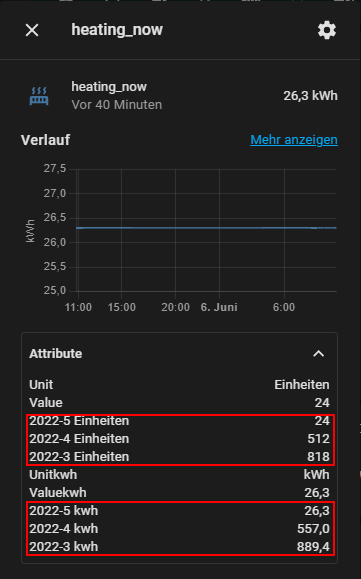 heating_now
heating_now
Vor 40 Minuten
26,3 kWh
Verlauf
Mehr anzeigen
27,5
27,0
26,5
26,0
25,5
25,0
kWh
11:00 15:00 20:00 6. Juni 6:00
Attribute
Unit Einheiten
Value 24
2022-5 Einheiten 24
2022-4 Einheiten 512
2022-3 Einheiten 818
Unitkwh kWh
Valuekwh 26,3
2022-5 kwh 26,3
2022-4 kwh 557,0
2022-3 kwh 889,4